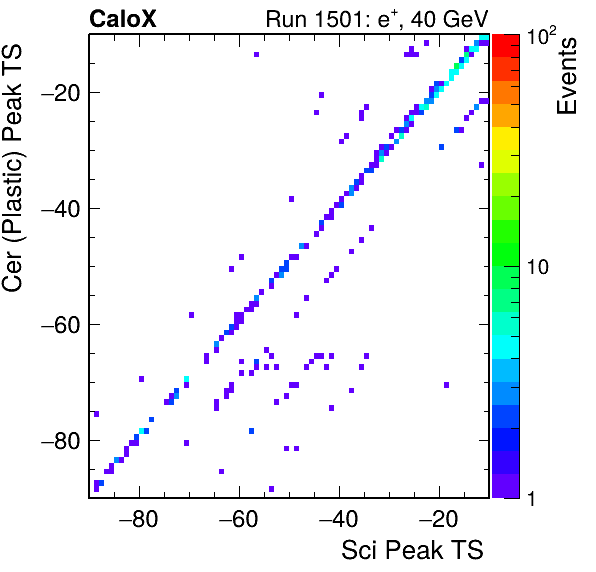 CaloX Run 1501: e⁺, 40 GeV
Cer (Plastic) Peak TS
−20
−40
−60
−80
−80 −60 −40 −20
Sci Peak TS
10²
10
1
Events